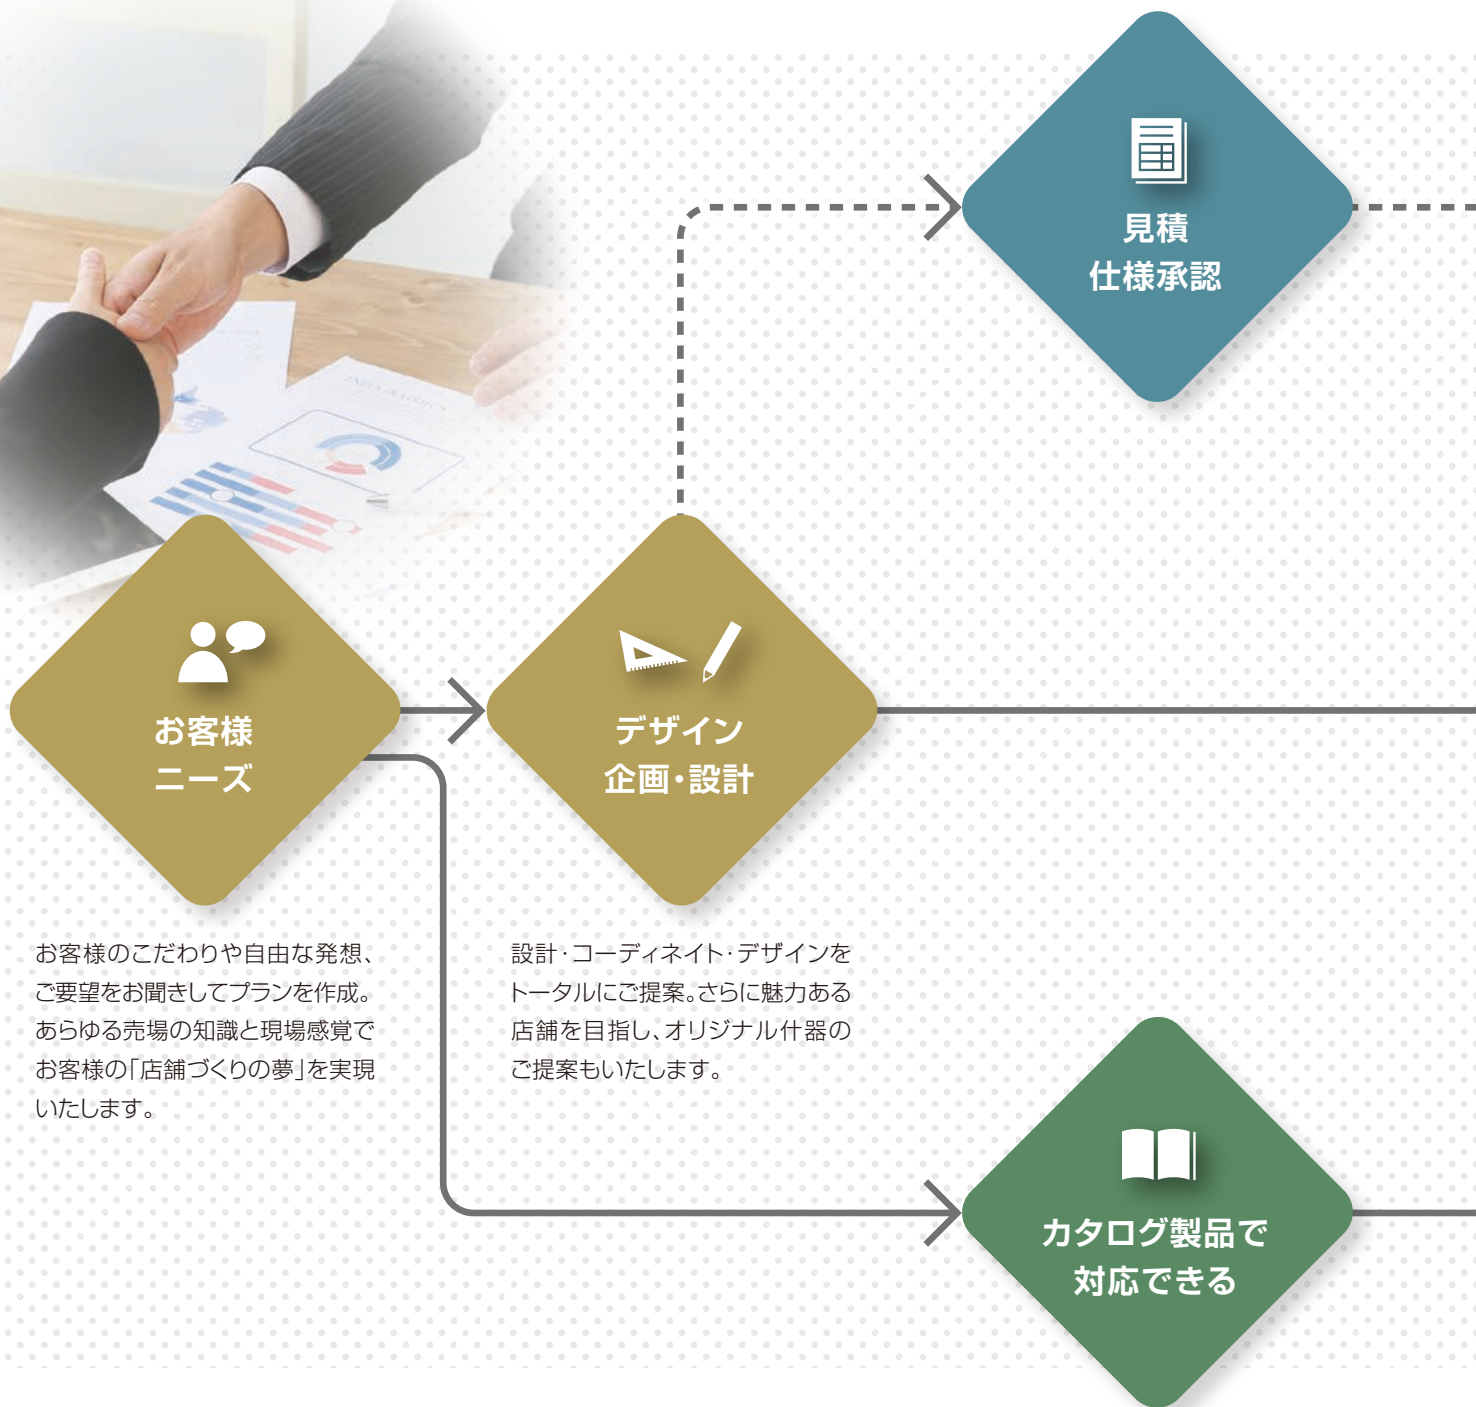 見積
仕様承認
INFOGRAPHICS
お客様
ニーズ
デザイン
企画・設計
お客様のこだわりや自由な発想、
ご要望をお聞きしてプランを作成。
あらゆる売場の知識と現場感覚で
お客様の「店舗づくりの夢」を実現
いたします。
設計・コーディネイト・デザインを
トータルにご提案。さらに魅力ある
店舗を目指し、オリジナル什器の
ご提案もいたします。
カタログ製品で
対応できる